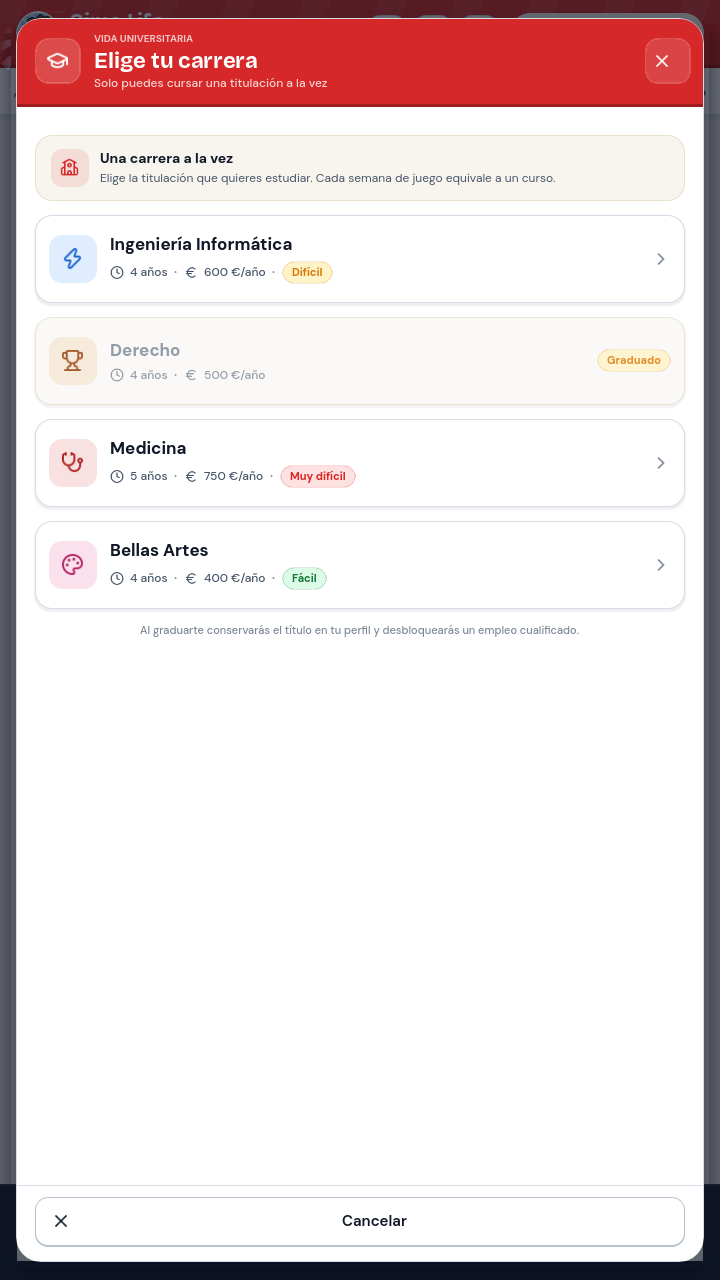 VIDA UNIVERSITARIA
Elige tu carrera
Solo puedes cursar una titulación a la vez
Una carrera a la vez
Elige la titulación que quieres estudiar. Cada semana de juego equivale a un curso.
Ingeniería Informática
4 años · € 600 €/año · Difícil
Derecho
4 años · € 500 €/año
Graduado
Medicina
5 años · € 750 €/año · Muy difícil
Bellas Artes
4 años · € 400 €/año · Fácil
Al graduarte conservarás el título en tu perfil y desbloquearás un empleo cualificado.
Cancelar